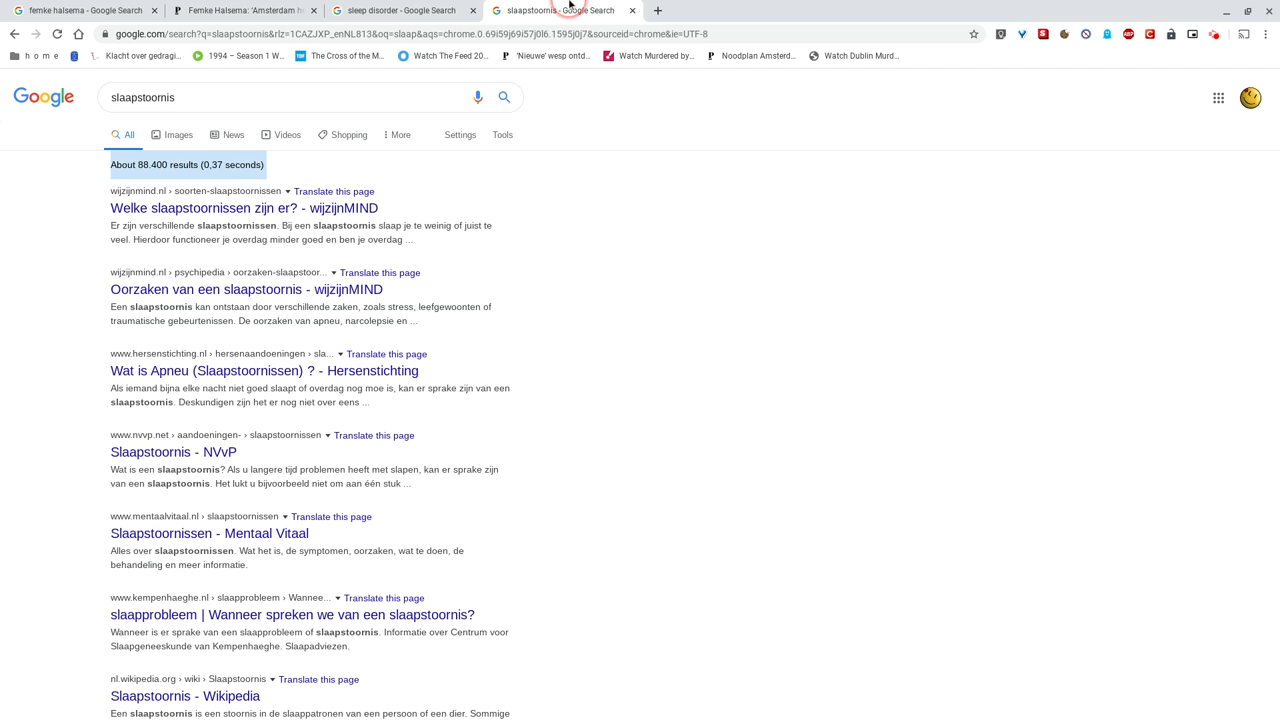 femke halsema - Google Search
Femke Halsema: 'Amsterdam he
sleep disorder - Google Search
slaapstoornis - Google Search
google.com/search?q=slaapstoornis&rlz=1CAZJXP_enNL813&oq=slaap&aqs=chrome.0.69i59j69i57j0l6.1595j0j7&sourceid=chrome&ie=UTF-8
h o m e
Klacht over gedragi...
1994 – Season 1 W...
The Cross of the M...
Watch The Feed 20...
'Nieuwe' wesp ontd...
Watch Murdered by...
Noodplan Amsterd...
Watch Dublin Murd...
Google
slaapstoornis
All
Images
News
Videos
Shopping
More
Settings
Tools
About 88.400 results (0,37 seconds)
wijzijnmind.nl › soorten-slaapstoornissen Translate this page
Welke slaapstoornissen zijn er? - wijzijnMIND
Er zijn verschillende slaapstoornissen. Bij een slaapstoornis slaap je te weinig of juist te
veel. Hierdoor functioneer je overdag minder goed en ben je overdag ...
wijzijnmind.nl › psychipedia › oorzaken-slaapstoor... Translate this page
Oorzaken van een slaapstoornis - wijzijnMIND
Een slaapstoornis kan ontstaan door verschillende zaken, zoals stress, leefgewoonten of
traumatische gebeurtenissen. De oorzaken van apneu, narcolepsie en ...
www.hersenstichting.nl › hersenaandoeningen › sla... Translate this page
Wat is Apneu (Slaapstoornissen) ? - Hersenstichting
Als iemand bijna elke nacht niet goed slaapt of overdag nog moe is, kan er sprake zijn van een
slaapstoornis. Deskundigen zijn het er nog niet over eens ...
www.nvvp.net › aandoeningen- › slaapstoornissen Translate this page
Slaapstoornis - NVvP
Wat is een slaapstoornis? Als u langere tijd problemen heeft met slapen, kan er sprake zijn
van een slaapstoornis. Het lukt u bijvoorbeeld niet om aan één stuk ...
www.mentaalvitaal.nl › slaapstoornissen Translate this page
Slaapstoornissen - Mentaal Vitaal
Alles over slaapstoornissen. Wat het is, de symptomen, oorzaken, wat te doen, de
behandeling en meer informatie.
www.kempenhaeghe.nl › slaapprobleem › Wannee... Translate this page
slaapprobleem | Wanneer spreken we van een slaapstoornis?
Wanneer is er sprake van een slaapprobleem of slaapstoornis. Informatie over Centrum voor
Slaapgeneeskunde van Kempenhaeghe. Slaapadviezen.
nl.wikipedia.org › wiki › Slaapstoornis Translate this page
Slaapstoornis - Wikipedia
Een slaapstoornis is een stoornis in de slaappatronen van een persoon of een dier. Sommige